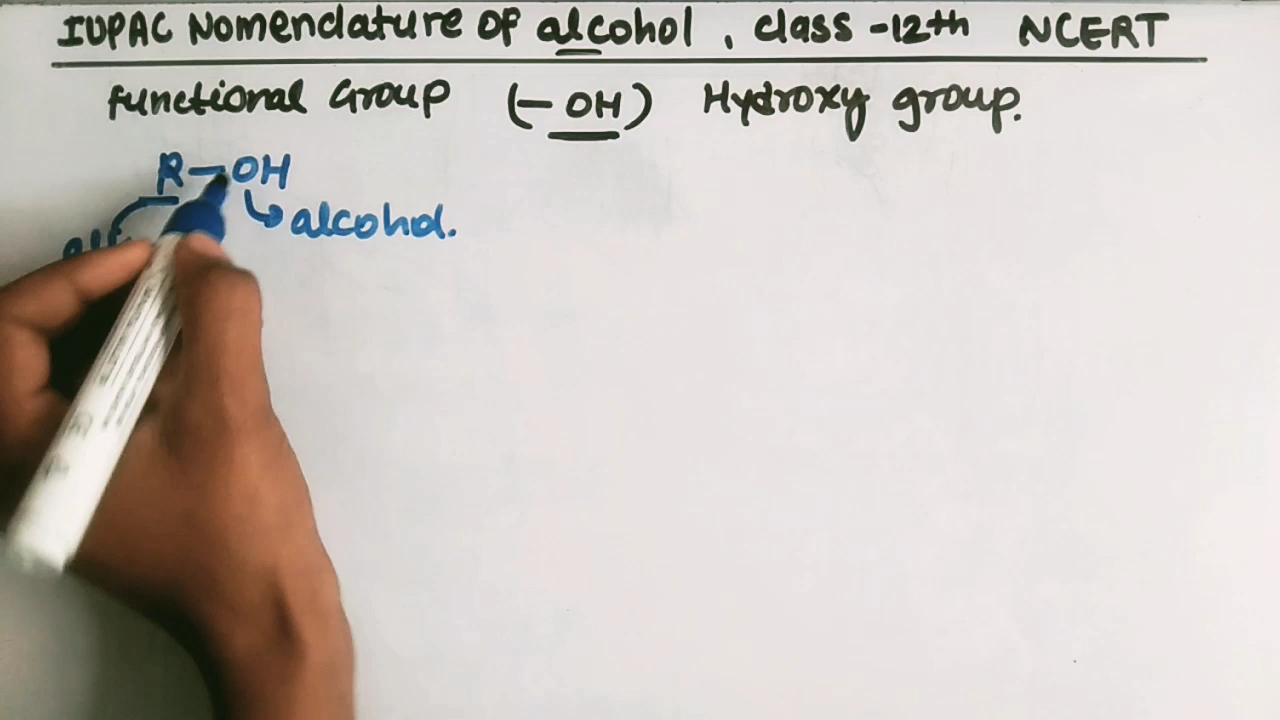 IUPAC Nomenclature OF alcohol, class -12th NCERT
Functional Group (-OH) Hydroxy group.
R-OH
alcohol.